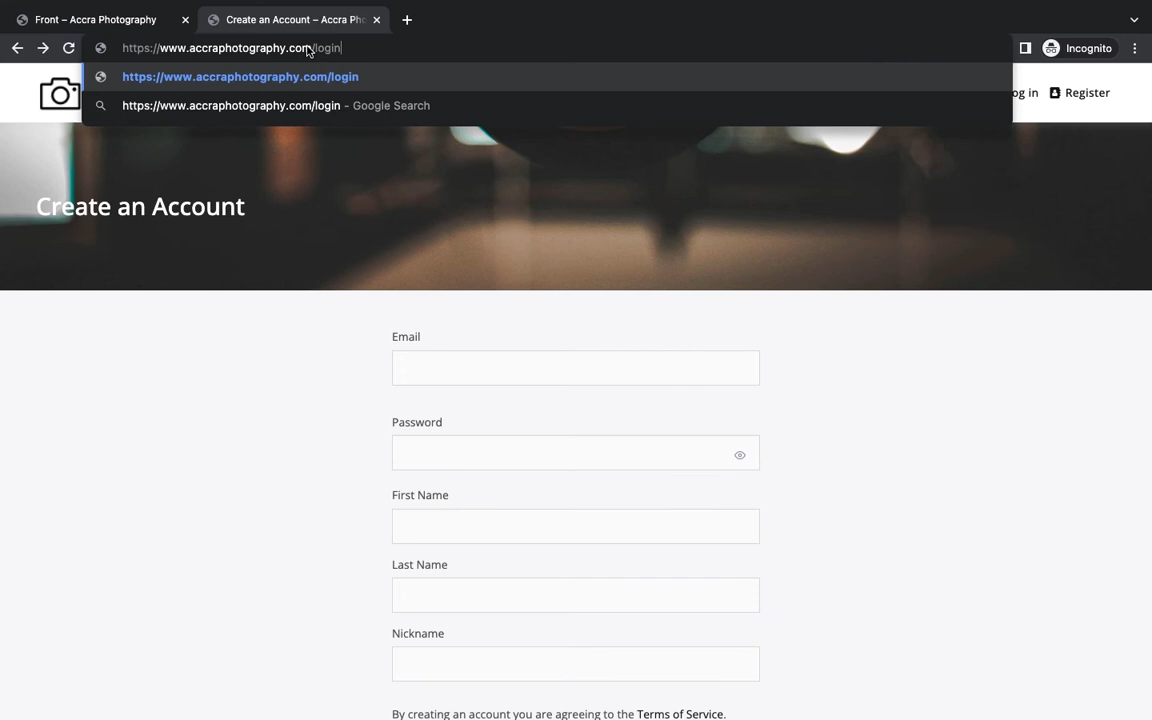 Front – Accra Photography
Create an Account – Accra Pho
https://www.accraphotography.com/login
Incognito
https://www.accraphotography.com/login
https://www.accraphotography.com/login - Google Search
og in
Register
Create an Account
Email
Password
First Name
Last Name
Nickname
By creating an account you are agreeing to the Terms of Service.